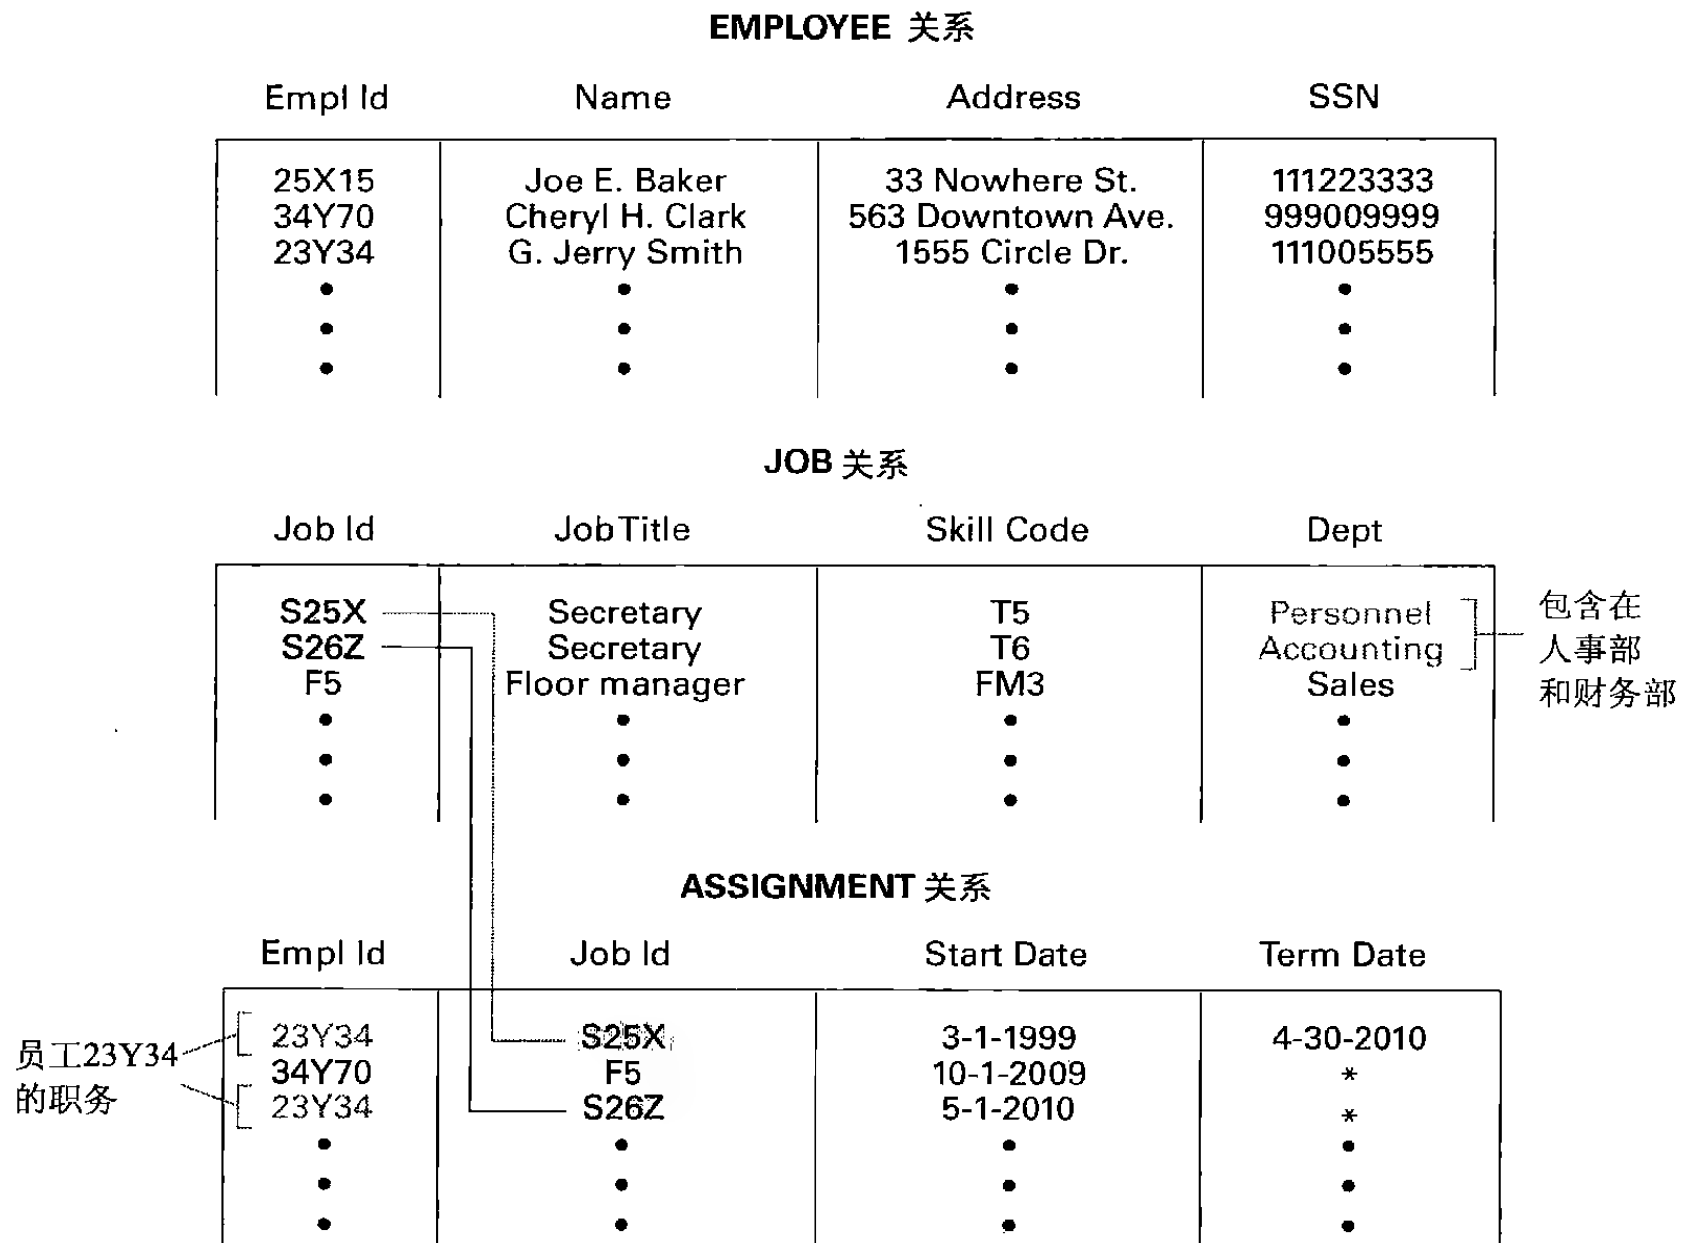 EMPLOYEE 关系
Empl Id Name Address SSN
25X15 Joe E. Baker 33 Nowhere St. 111223333
34Y70 Cheryl H. Clark 563 Downtown Ave. 999009999
23Y34 G. Jerry Smith 1555 Circle Dr. 111005555
JOB 关系
Job Id Job Title Skill Code Dept
S25X Secretary T5 Personnel
S26Z Secretary T6 Accounting
F5 Floor manager FM3 Sales
包含在
人事部
和财务部
ASSIGNMENT 关系
Empl Id Job Id Start Date Term Date
23Y34 S25X 3-1-1999 4-30-2010
34Y70 F5 10-1-2009 *
23Y34 S26Z 5-1-2010 *
员工23Y34
的职务